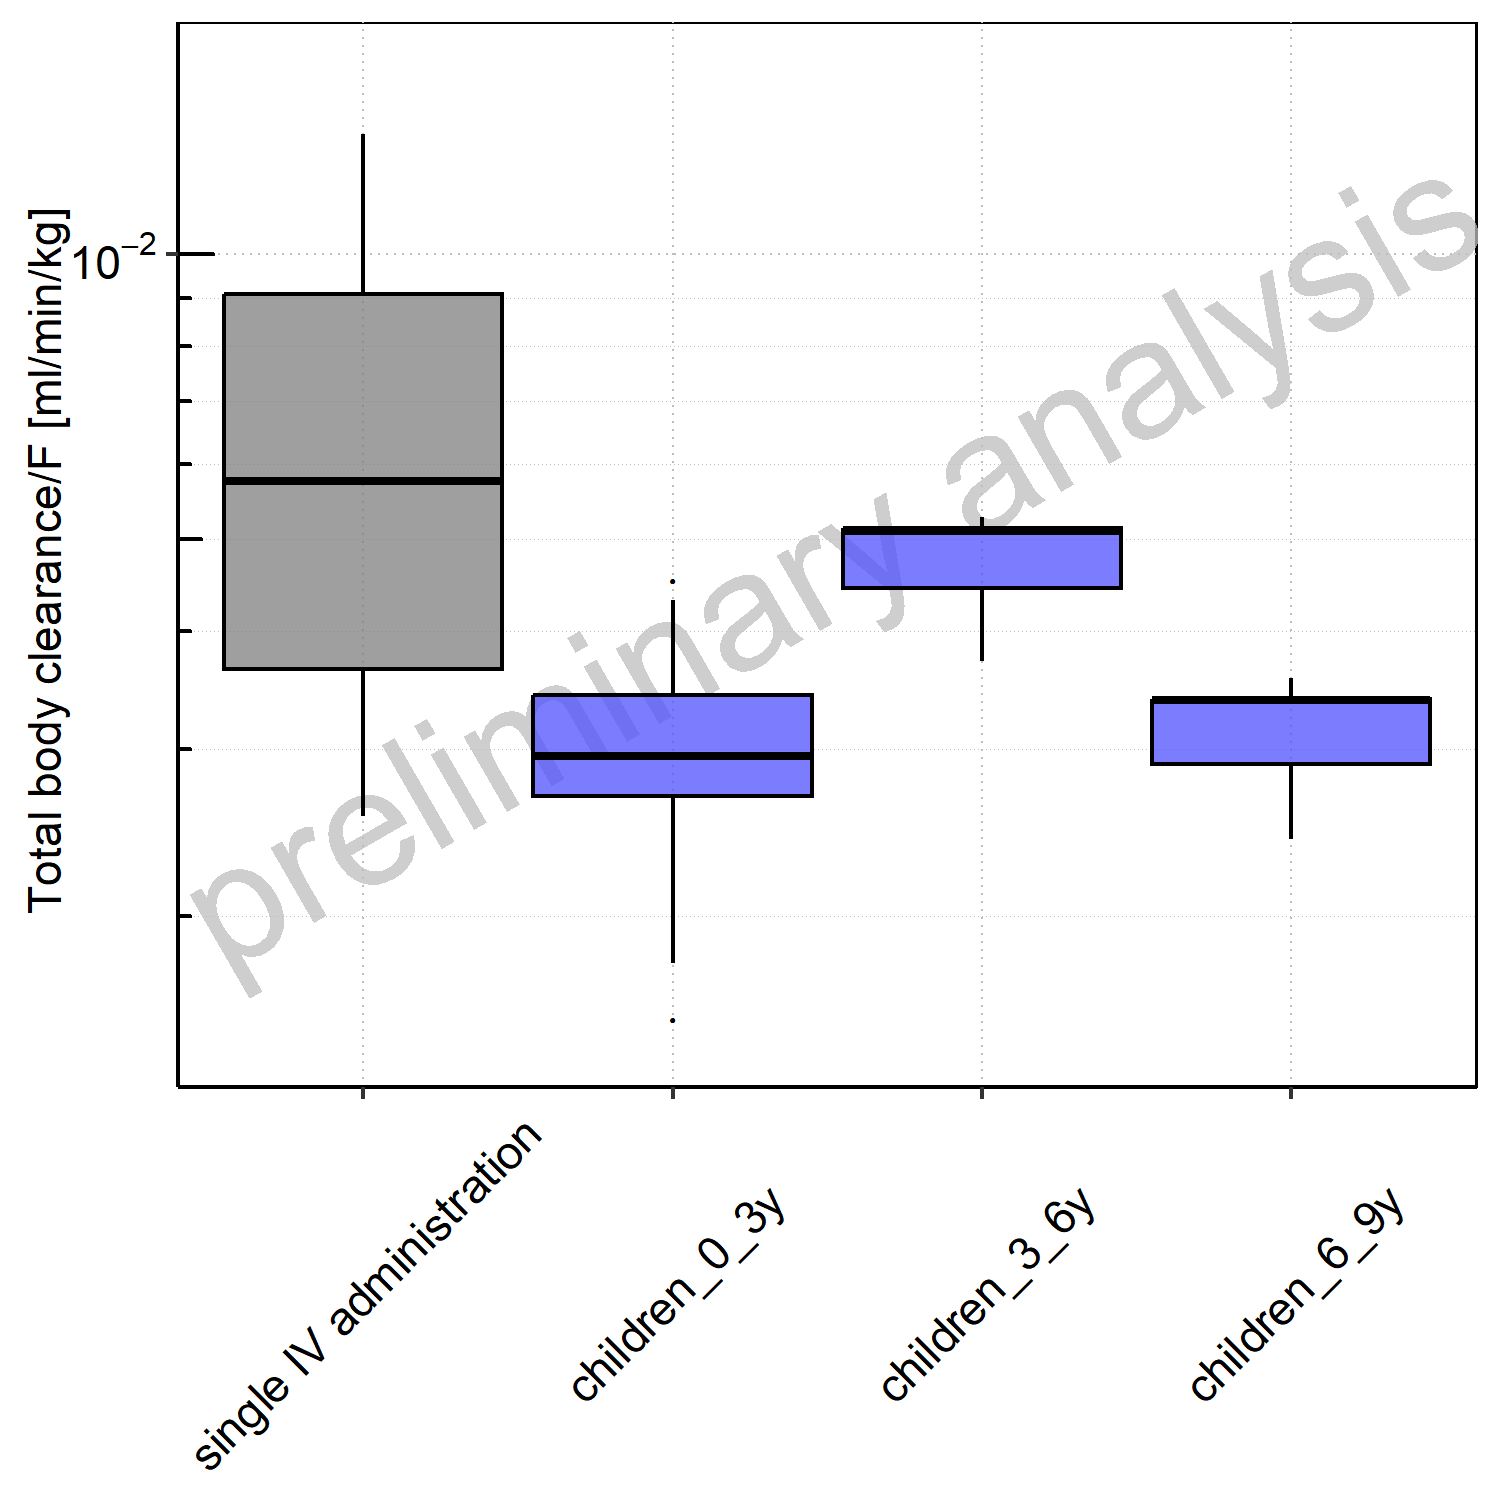 Total body clearance/F [ml/min/kg]
10−2
preliminary analysis
single IV administration
children_0_3y
children_3_6y
children_6_9y